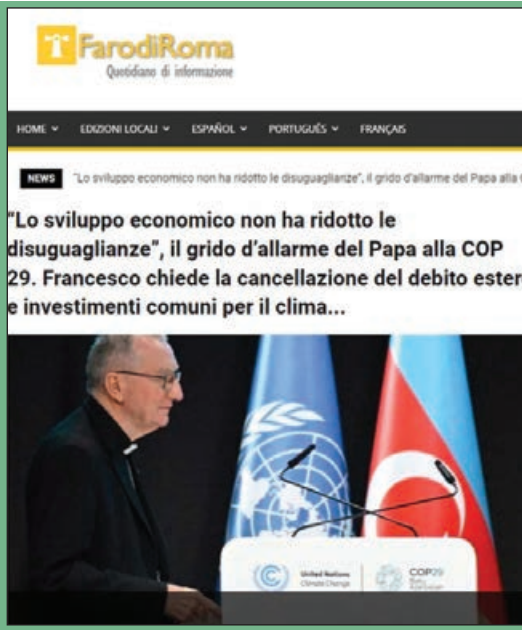 FarodiRoma
Quotidiano di informazione
HOME EDIZIONI LOCALI ESPAÑOL PORTUGUÊS FRANÇAIS
NEWS "Lo sviluppo economico non ha ridotto le disuguaglianze", il grido d'allarme del Papa alla
"Lo sviluppo economico non ha ridotto le
disuguaglianze", il grido d'allarme del Papa alla COP
29. Francesco chiede la cancellazione del debito ester
e investimenti comuni per il clima...
United Nations
Climate Change
COP29